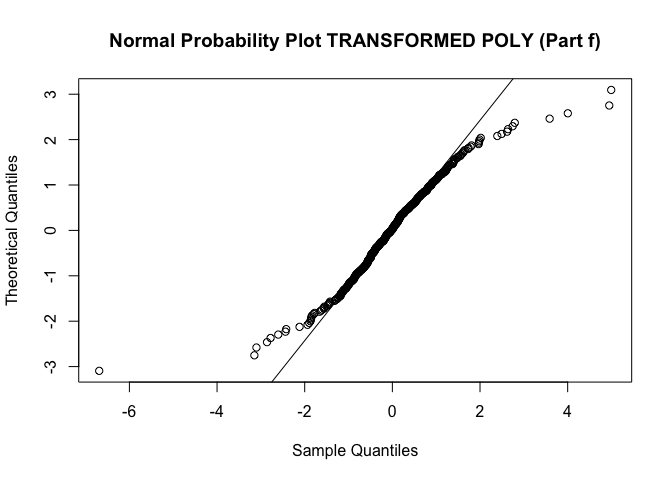 Normal Probability Plot TRANSFORMED POLY (Part f)
Theoretical Quantiles
3
2
1
0
-1
-2
-3
-6 -4 -2 0 2 4
Sample Quantiles